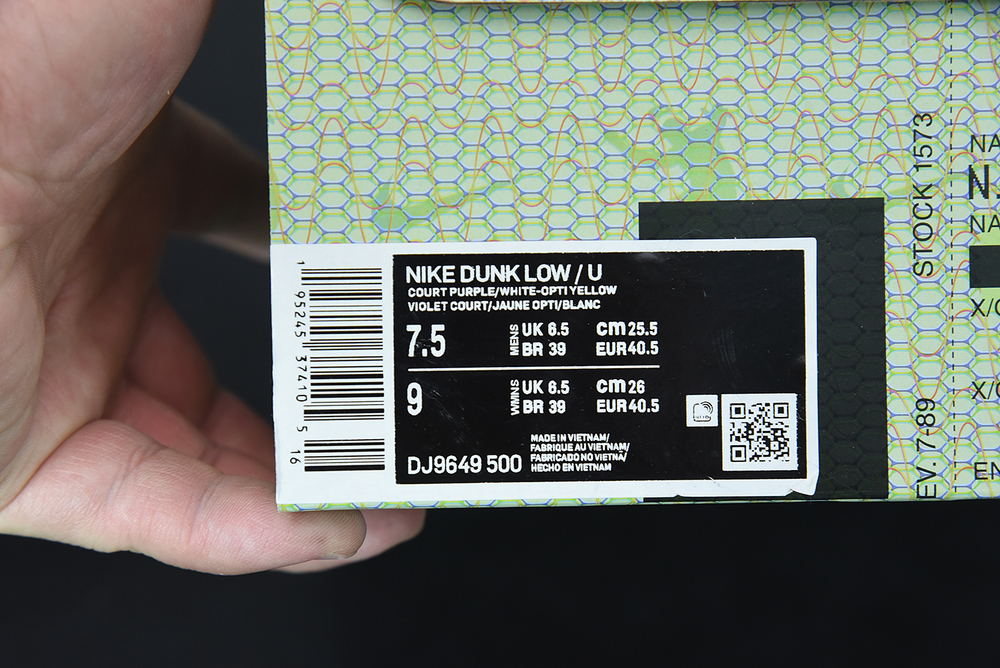 NIKE DUNK LOW / U
COURT PURPLE/WHITE-OPTI YELLOW
VIOLET COURT/JAUNE OPTI/BLANC
7.5 MENS UK 6.5 cm 25.5
BR 39 EUR 40.5
9 WMNS UK 6.5 cm 26
BR 39 EUR 40.5
DJ9649 500
MADE IN VIETNAM/
FABRIQUE AU VIETNAM/
FABRICADO NO VIETNÃ/
HECHO EN VIETNAM
1 95245 37410 5
16
EV. 7-89 STOCK 1573
NA
N.
NA
X/C
X/C
EN